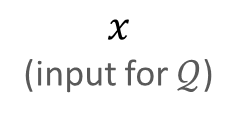 x
(input for Q)